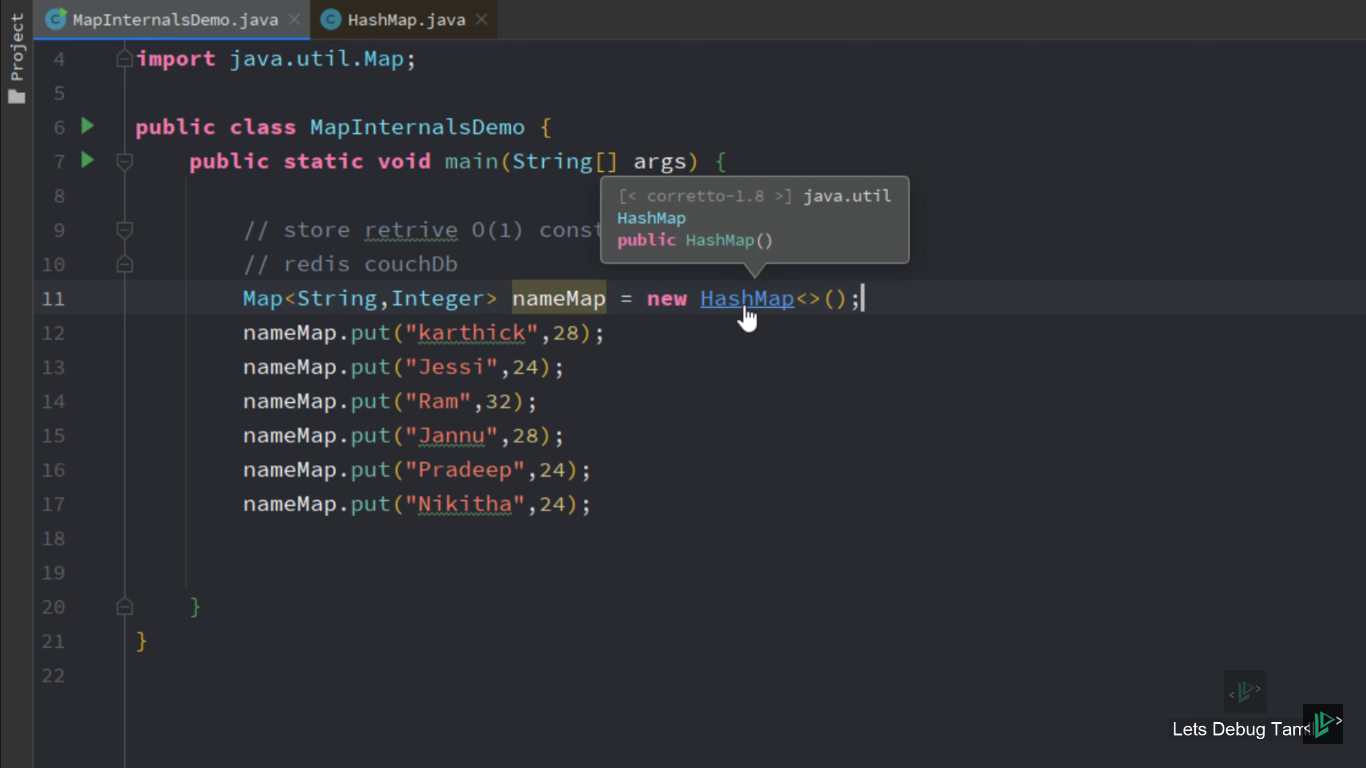 Project
MapInternalsDemo.java
HashMap.java
4 import java.util.Map;
5
6 public class MapInternalsDemo {
7 public static void main(String[] args) {
8
[< corretto-1.8 >] java.util
HashMap
public HashMap()
9 // store retrive O(1) const
10 // redis couchDb
11 Map<String,Integer> nameMap = new HashMap<>();
12 nameMap.put("karthick",28);
13 nameMap.put("Jessi",24);
14 nameMap.put("Ram",32);
15 nameMap.put("Jannu",28);
16 nameMap.put("Pradeep",24);
17 nameMap.put("Nikitha",24);
18
19
20 }
21 }
22
Lets Debug